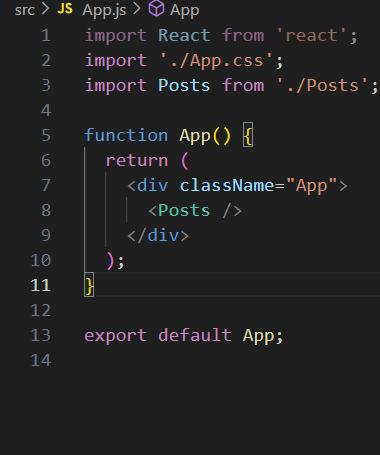 src > JS App.js > App
1 import React from 'react';
2 import './App.css';
3 import Posts from './Posts';
4
5 function App() {
6   return (
7     <div className="App">
8       <Posts />
9     </div>
10   );
11 }
12
13 export default App;
14